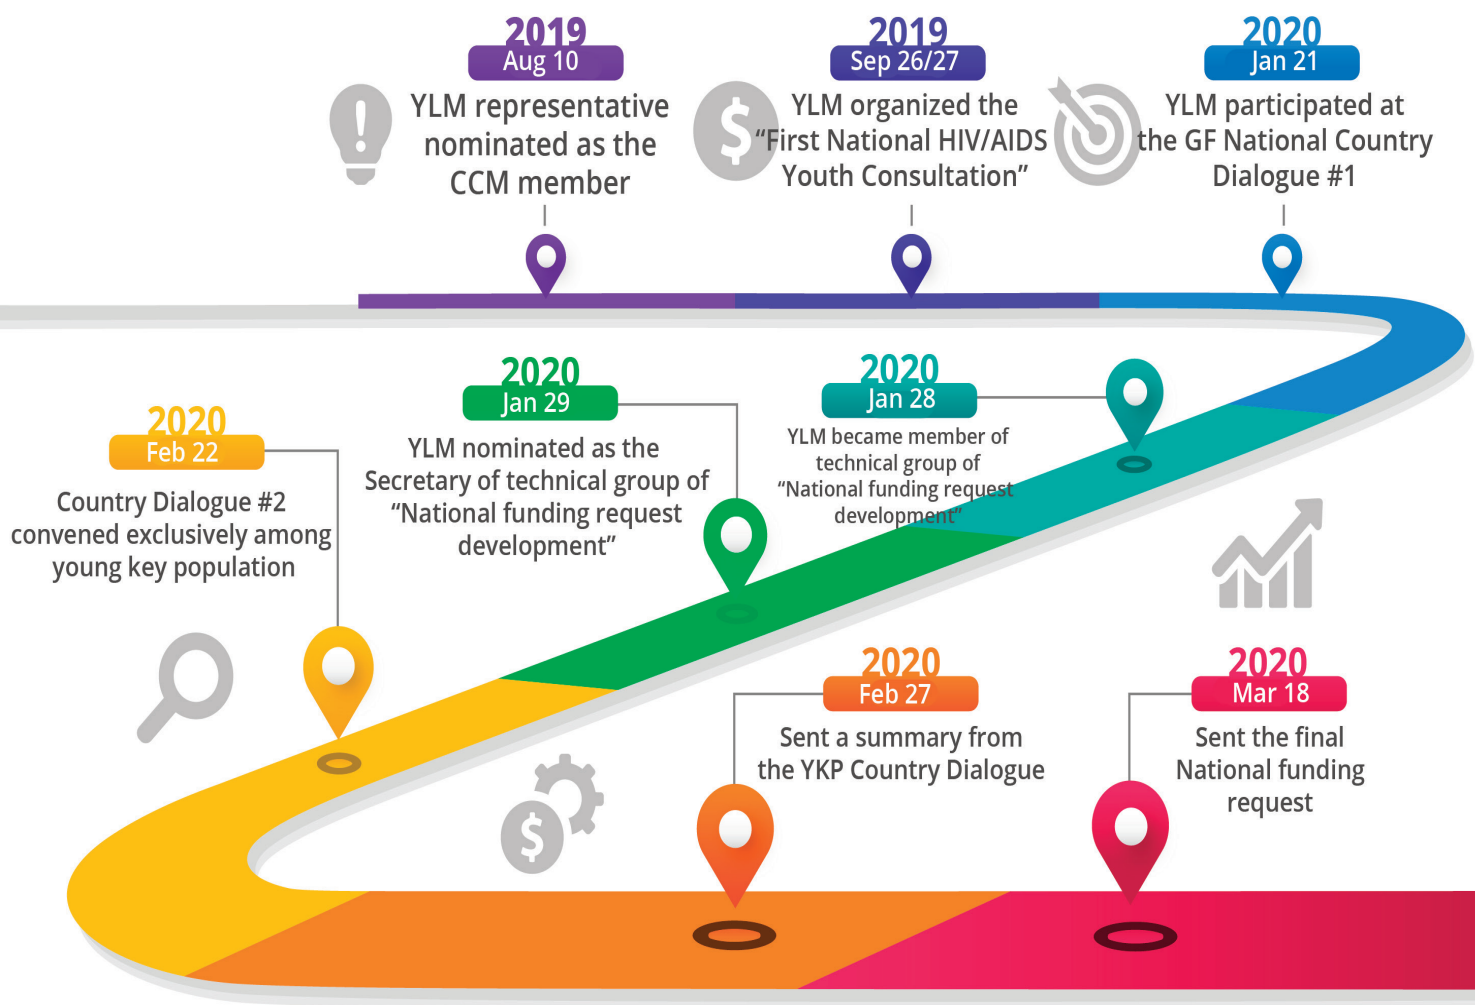 2019
Aug 10
YLM representative
nominated as the
CCM member
2019
Sep 26/27
YLM organized the
“First National HIV/AIDS
Youth Consultation”
2020
Jan 21
YLM participated at
the GF National Country
Dialogue #1
2020
Jan 28
YLM became member of
technical group of
“National funding request
development”
2020
Jan 29
YLM nominated as the
Secretary of technical group of
“National funding request
development”
2020
Feb 22
Country Dialogue #2
convened exclusively among
young key population
2020
Feb 27
Sent a summary from
the YKP Country Dialogue
2020
Mar 18
Sent the final
National funding
request
$
$